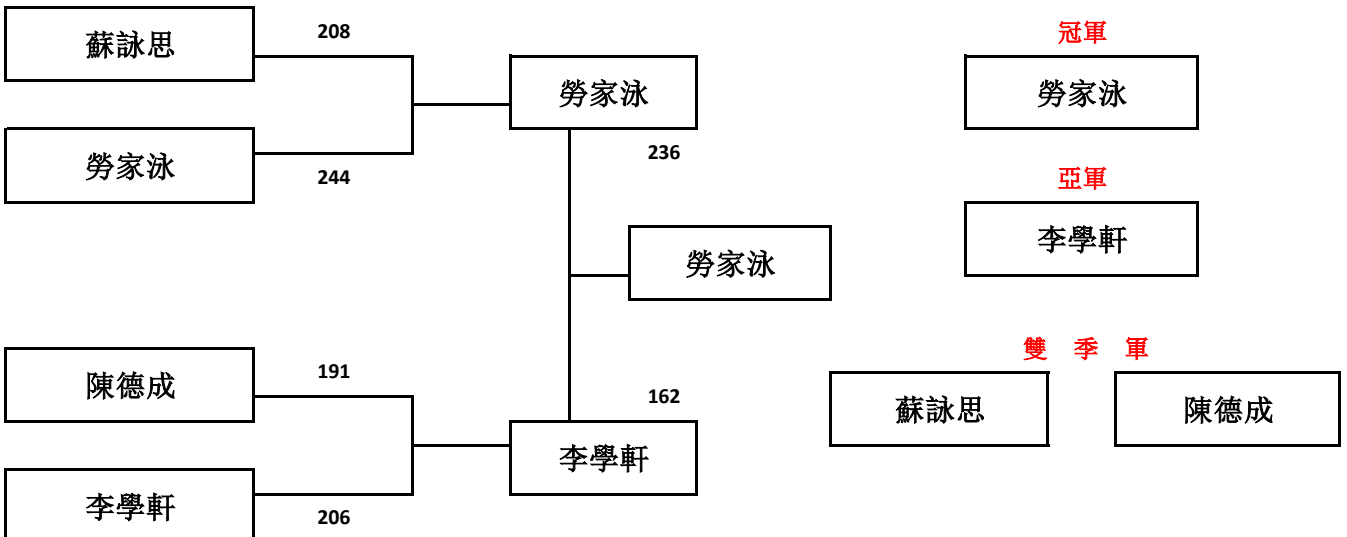 蘇詠思
208
勞家泳
244
勞家泳
236
勞家泳
陳德成
191
李學軒
206
162
李學軒
冠軍
勞家泳
亞軍
李學軒
雙 季 軍
蘇詠思
陳德成